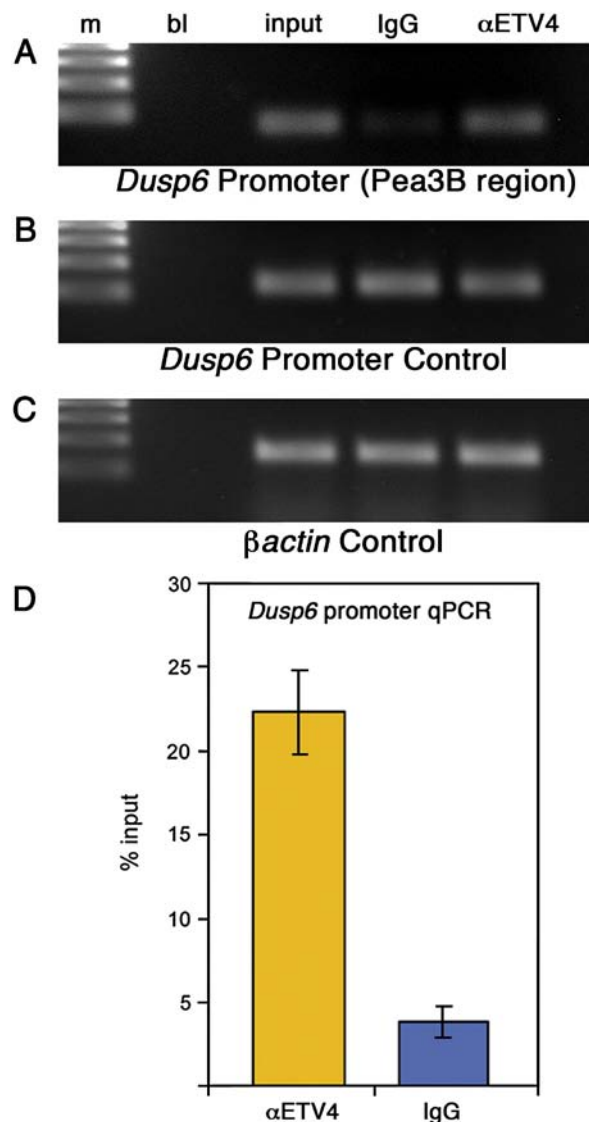 m bl input IgG αETV4
A
Dusp6 Promoter (Pea3B region)
B
Dusp6 Promoter Control
C
βactin Control
D
30
Dusp6 promoter qPCR
25
20
15
10
5
% input
αETV4 IgG